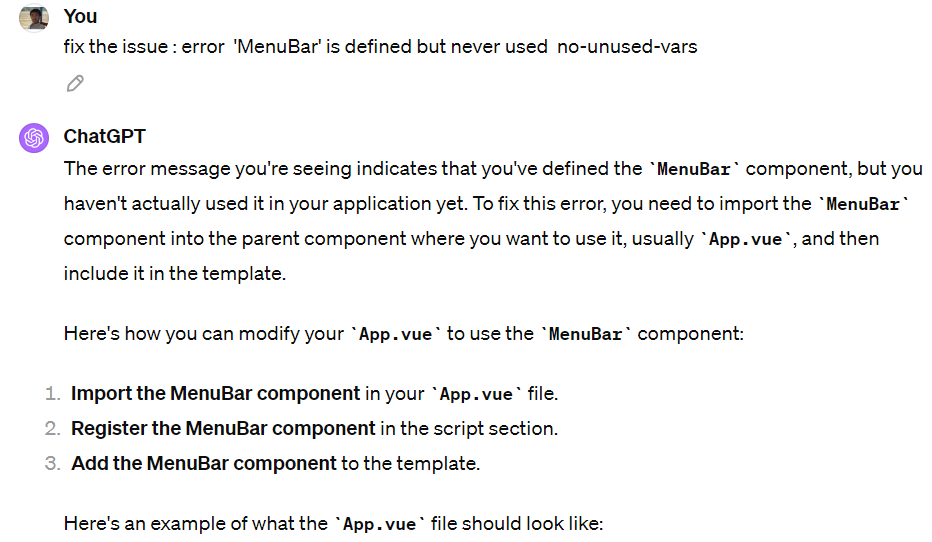 You
fix the issue : error  'MenuBar' is defined but never used  no-unused-vars
ChatGPT
The error message you're seeing indicates that you've defined the `MenuBar` component, but you
haven't actually used it in your application yet. To fix this error, you need to import the `MenuBar`
component into the parent component where you want to use it, usually `App.vue`, and then
include it in the template.
Here's how you can modify your `App.vue` to use the `MenuBar` component:
1. Import the MenuBar component in your `App.vue` file.
2. Register the MenuBar component in the script section.
3. Add the MenuBar component to the template.
Here's an example of what the `App.vue` file should look like: